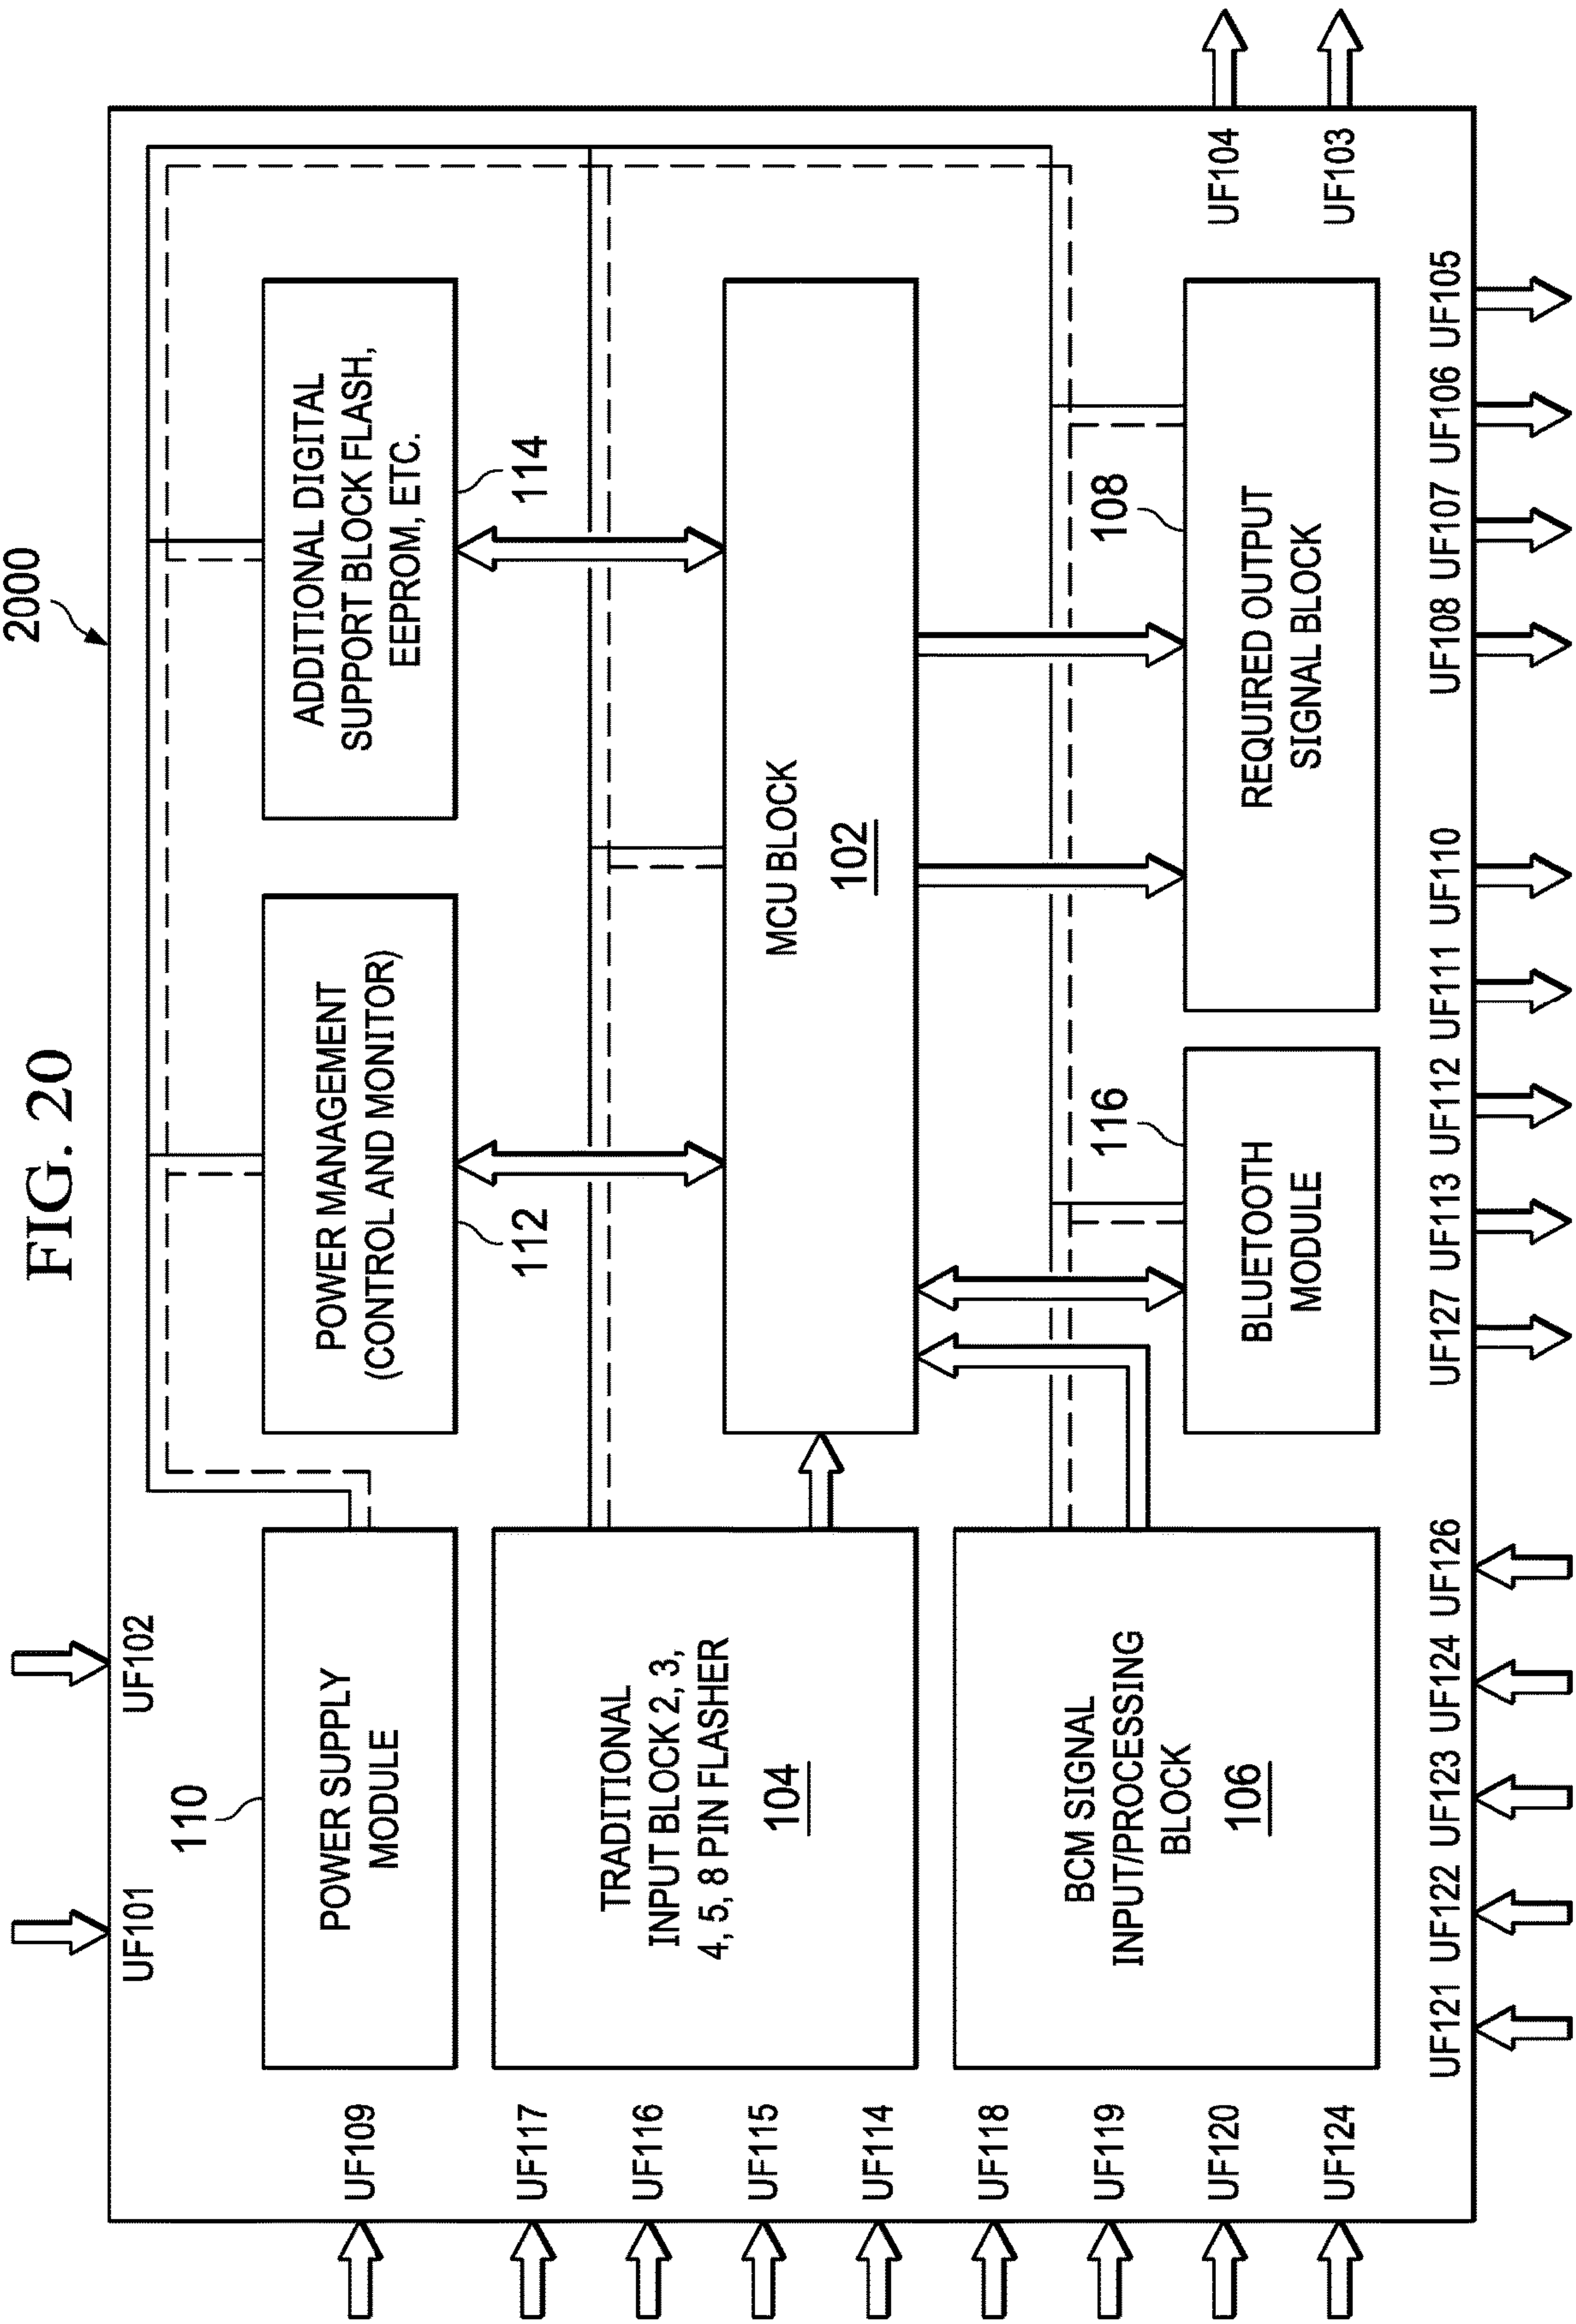 FIG. 20
2000
UF101
UF102
110
POWER SUPPLY
MODULE
POWER MANAGEMENT
(CONTROL AND MONITOR)
112
ADDITIONAL DIGITAL
SUPPORT BLOCK FLASH,
EEPROM, ETC.
114
TRADITIONAL
INPUT BLOCK 2, 3,
4, 5, 8 PIN FLASHER
104
MCU BLOCK
102
BCM SIGNAL
INPUT/PROCESSING
BLOCK
106
116
BLUETOOTH
MODULE
108
REQUIRED OUTPUT
SIGNAL BLOCK
UF109
UF117
UF116
UF115
UF114
UF118
UF119
UF120
UF124
UF104
UF103
UF121
UF122
UF123
UF124
UF126
UF127
UF113
UF112
UF111
UF110
UF108
UF107
UF106
UF105